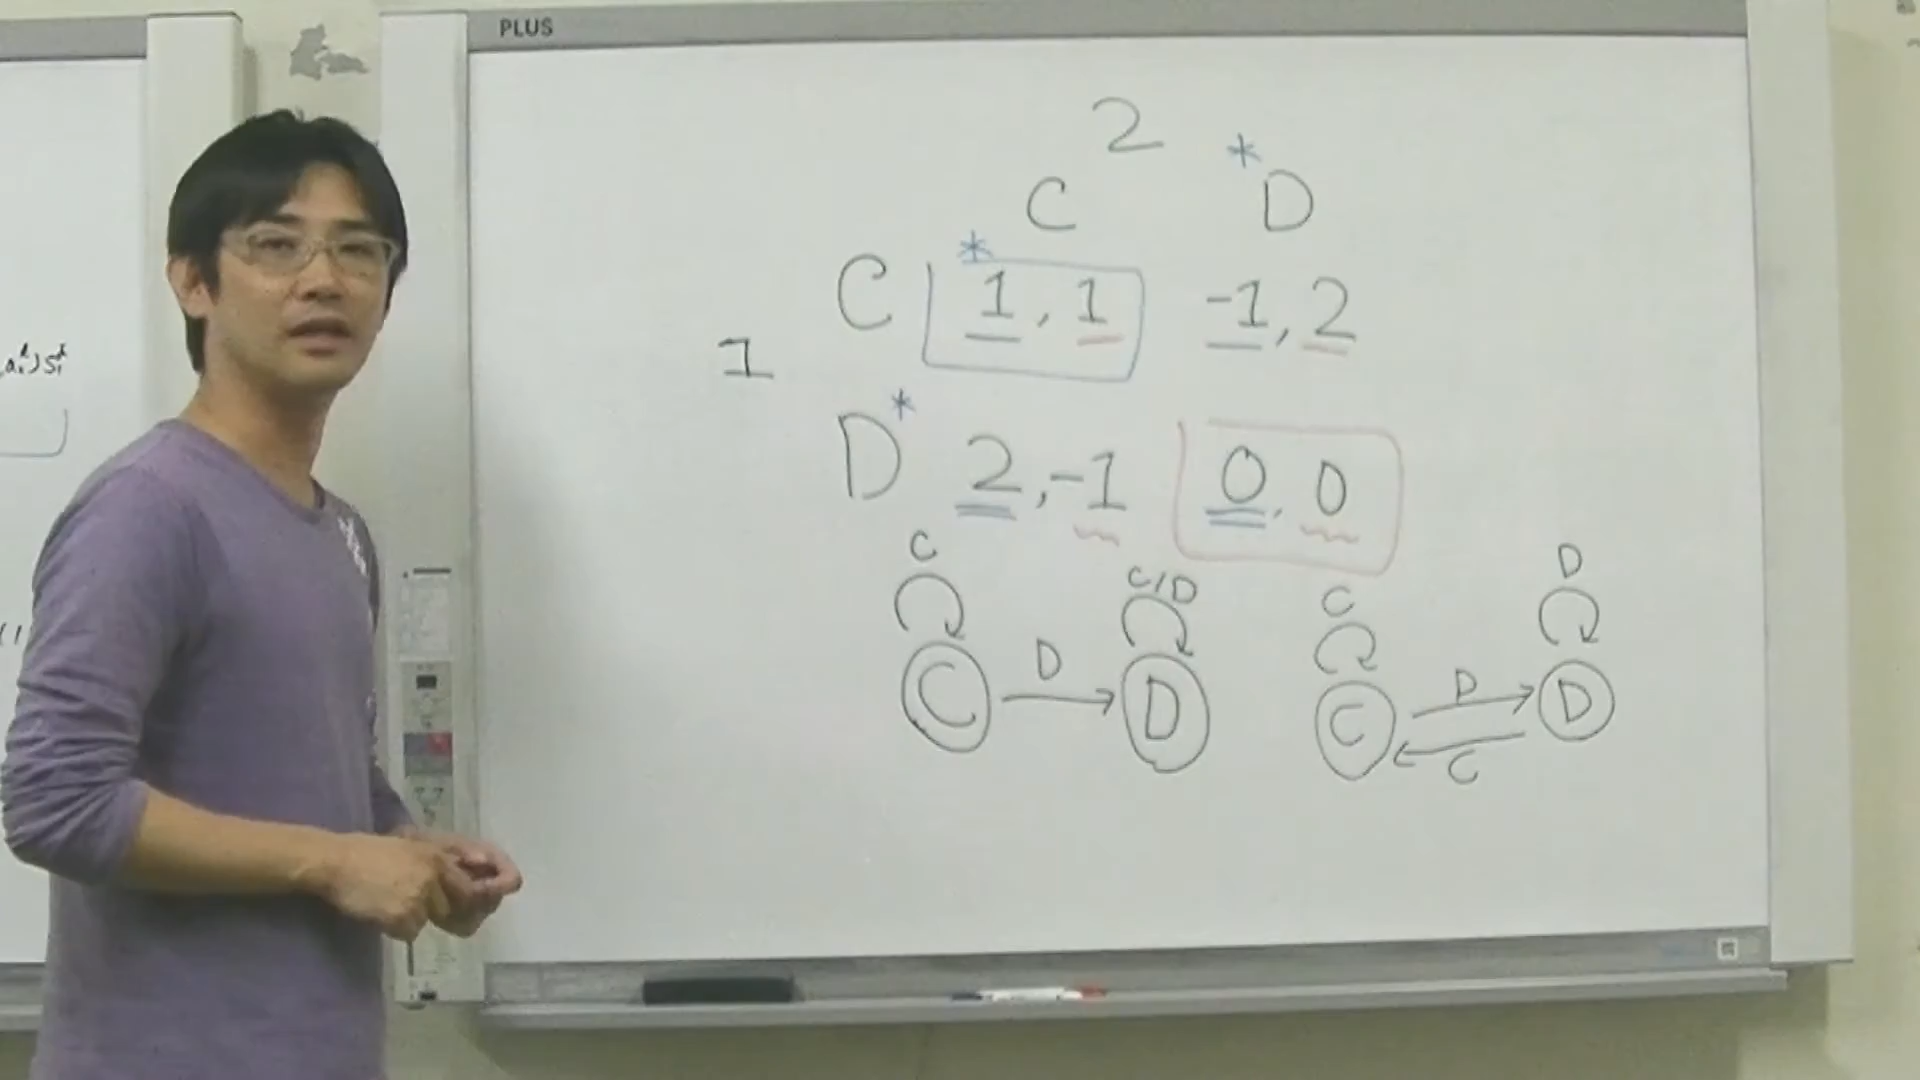 PLUS
2
C *D
C *1, 1 -1, 2
1
D* 2, -1 0, 0
C C/D C D
C D D C D D
C